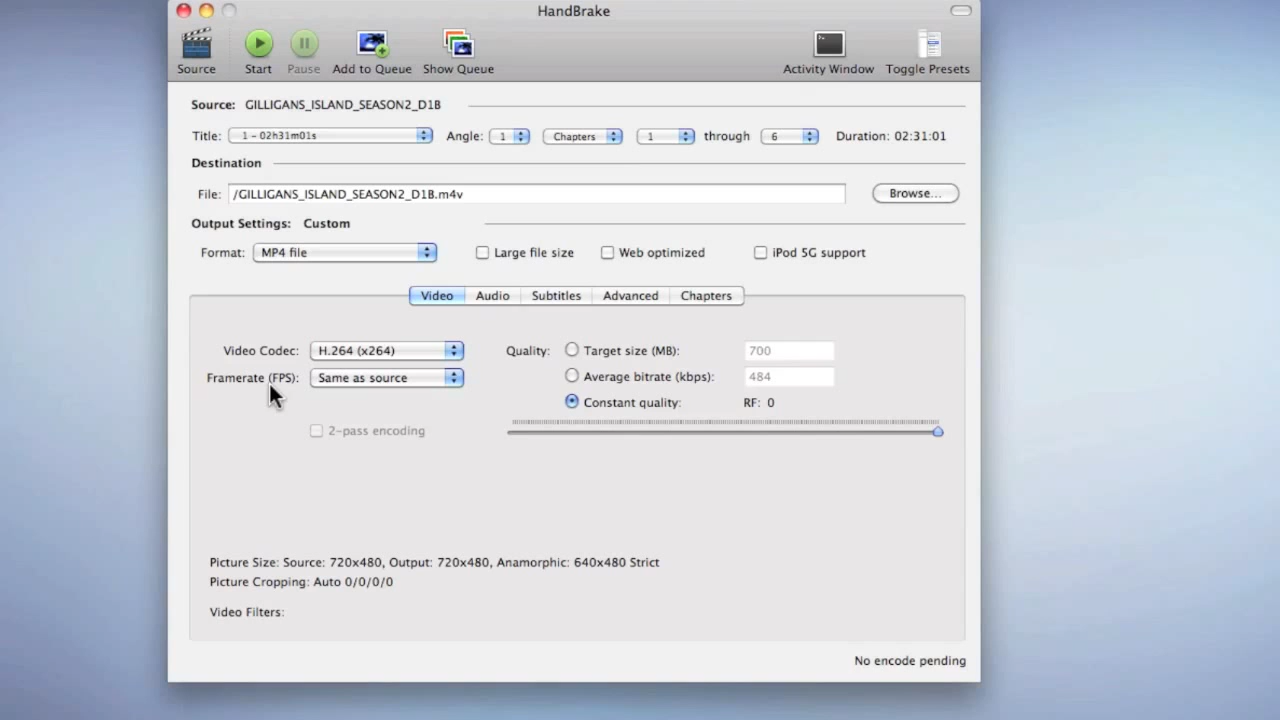 HandBrake
Source Start Pause Add to Queue Show Queue Activity Window Toggle Presets
Source: GILLIGANS_ISLAND_SEASON2_D1B
Title: 1 - 02h31m01s Angle: 1 Chapters 1 through 6 Duration: 02:31:01
Destination
File: /GILLIGANS_ISLAND_SEASON2_D1B.m4v Browse...
Output Settings: Custom
Format: MP4 file Large file size Web optimized iPod 5G support
Video Audio Subtitles Advanced Chapters
Video Codec: H.264 (x264) Quality: Target size (MB): 700
Framerate (FPS): Same as source Average bitrate (kbps): 484
Constant quality: RF: 0
2-pass encoding
Picture Size: Source: 720x480, Output: 720x480, Anamorphic: 640x480 Strict
Picture Cropping: Auto 0/0/0/0
Video Filters:
No encode pending